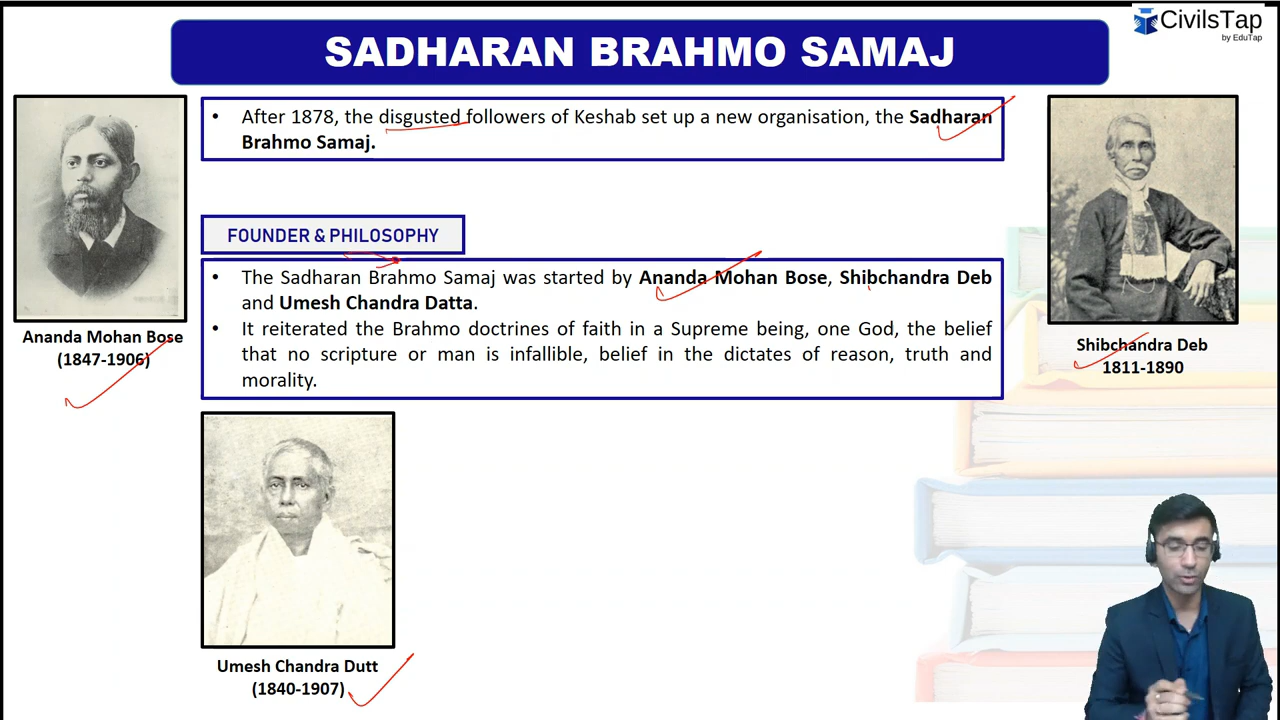 CivilsTap
by EduTap
SADHARAN BRAHMO SAMAJ
• After 1878, the disgusted followers of Keshab set up a new organisation, the Sadharan
Brahmo Samaj.
FOUNDER & PHILOSOPHY
• The Sadharan Brahmo Samaj was started by Ananda Mohan Bose, Shibchandra Deb
and Umesh Chandra Datta.
• It reiterated the Brahmo doctrines of faith in a Supreme being, one God, the belief
that no scripture or man is infallible, belief in the dictates of reason, truth and
morality.
Ananda Mohan Bose
(1847-1906)
Shibchandra Deb
1811-1890
Umesh Chandra Dutt
(1840-1907)